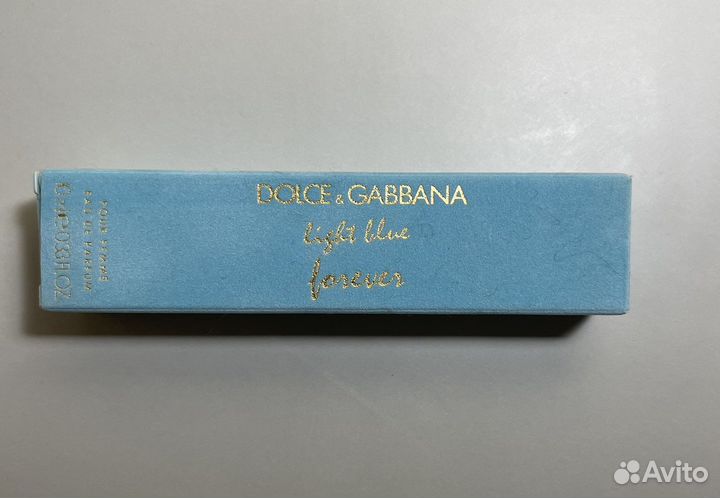 DOLCE & GABBANA
light blue
forever
POUR FEMME
EAU DE PARFUM
Avito